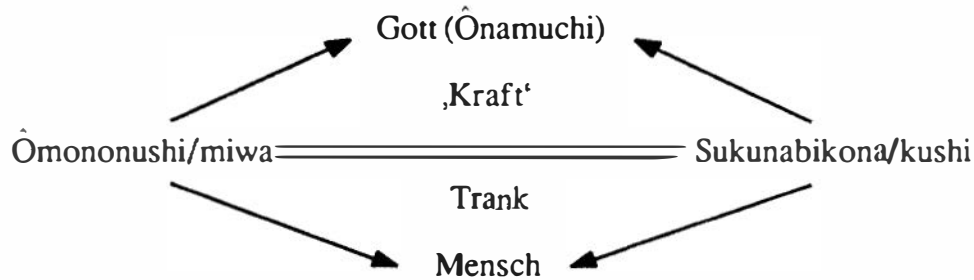 Gott (Ônamuchi)
‚Kraft‘
Ômononushi/miwa Sukunabikona/kushi
Trank
Mensch